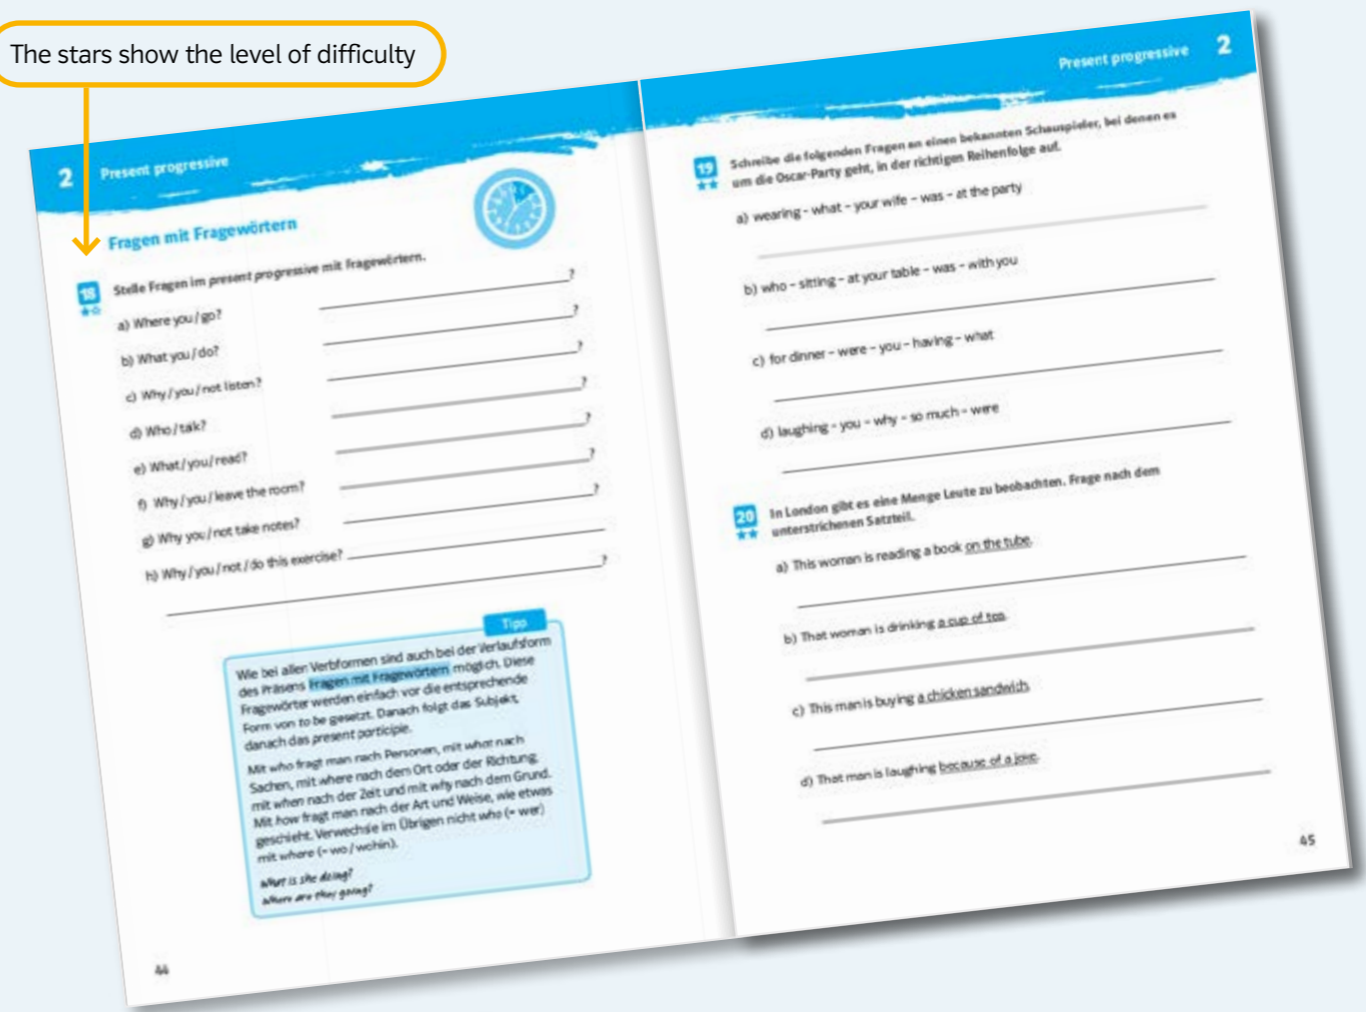 The stars show the level of difficulty
2 Present progressive
Fragen mit Fragewörtern
18 Stelle Fragen im present progressive mit Fragewörtern.
a) Where you / go? ?
b) What you / do? ?
c) Why / you / not listen? ?
d) Who / talk? ?
e) What / you / read? ?
f) Why / you / leave the room? ?
g) Why you / not take notes? ?
h) Why / you / not / do this exercise?
?
Tipp
Wie bei allen Verbformen sind auch bei der Verlaufsform
des Präsens Fragen mit Fragewörtern möglich. Diese
Fragewörter werden einfach vor die entsprechende
Form von to be gesetzt. Danach folgt das Subjekt,
danach das present participle.
Mit who fragt man nach Personen, mit what nach
Sachen, mit where nach dem Ort oder der Richtung,
mit when nach der Zeit und mit why nach dem Grund.
Mit how fragt man nach der Art und Weise, wie etwas
geschieht. Verwechsle im Übrigen nicht who (= wer)
mit where (= wo / wohin).
What is she doing?
Where are they going?
44
Present progressive 2
19 Schreibe die folgenden Fragen an einen bekannten Schauspieler, bei denen es
um die Oscar-Party geht, in der richtigen Reihenfolge auf.
a) wearing – what – your wife – was – at the party
b) who – sitting – at your table – was – with you
c) for dinner – were – you – having – what
d) laughing – you – why – so much – were
20 In London gibt es eine Menge Leute zu beobachten. Frage nach dem
unterstrichenen Satzteil.
a) This woman is reading a book on the tube.
b) That woman is drinking a cup of tea.
c) This man is buying a chicken sandwich.
d) That man is laughing because of a joke.
45